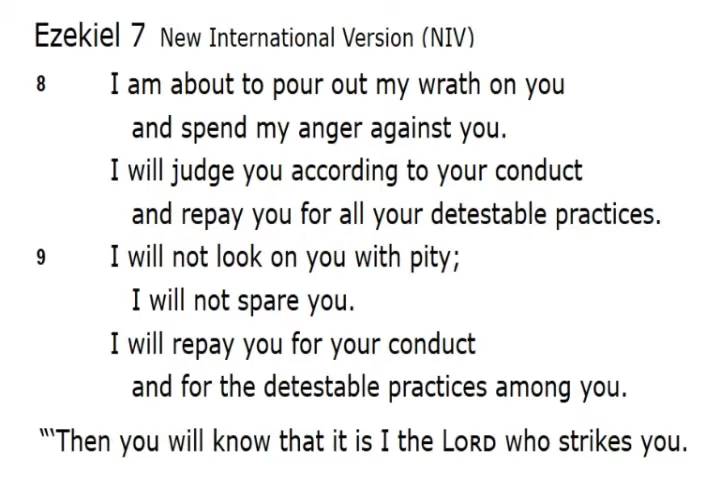 Ezekiel 7 New International Version (NIV)
8 I am about to pour out my wrath on you
and spend my anger against you.
I will judge you according to your conduct
and repay you for all your detestable practices.
9 I will not look on you with pity;
I will not spare you.
I will repay you for your conduct
and for the detestable practices among you.
“‘Then you will know that it is I the LORD who strikes you.